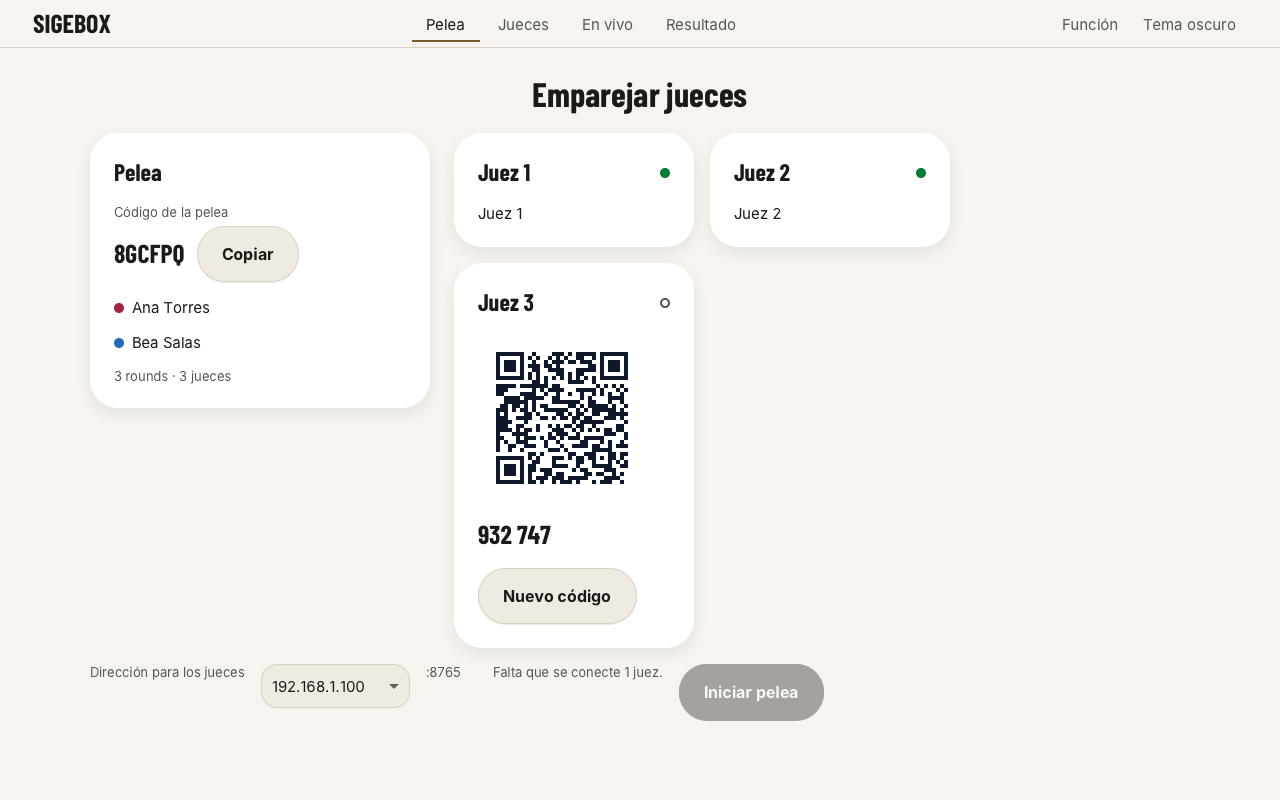 SIGEBOX
Pelea
Jueces
En vivo
Resultado
Función
Tema oscuro
Emparejar jueces
Pelea
Código de la pelea
8GCFPQ
Copiar
Ana Torres
Bea Salas
3 rounds · 3 jueces
Juez 1
Juez 1
Juez 2
Juez 2
Juez 3
932 747
Nuevo código
Dirección para los jueces
192.168.1.100
:8765
Falta que se conecte 1 juez.
Iniciar pelea